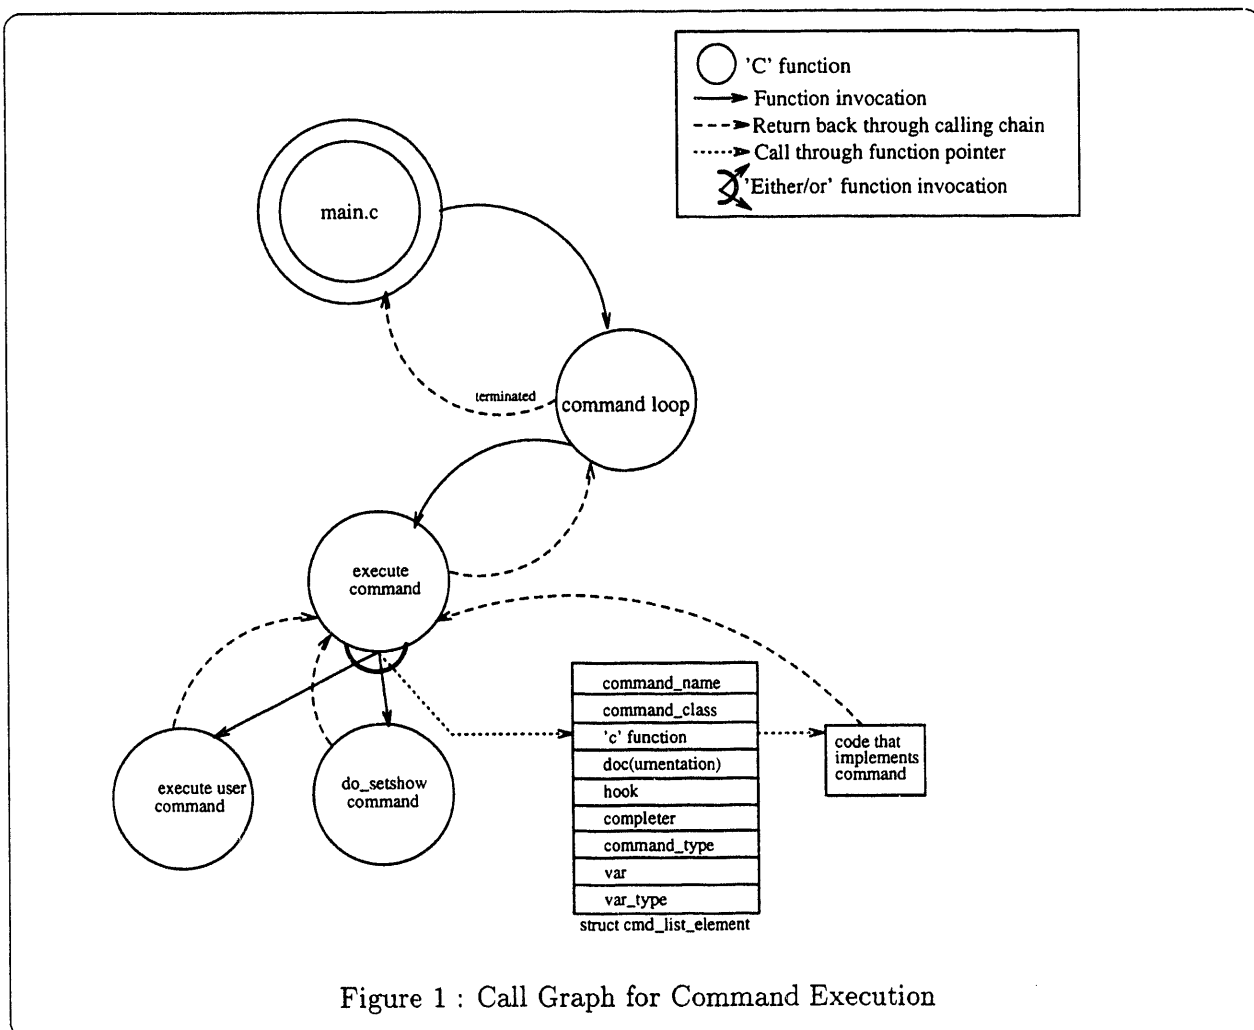 'C' function
Function invocation
Return back through calling chain
Call through function pointer
'Either/or' function invocation
main.c
terminated
command loop
execute
command
execute user
command
do_setshow
command
command_name
command_class
'c' function
doc(umentation)
hook
completer
command_type
var
var_type
struct cmd_list_element
code that
implements
command
Figure 1 : Call Graph for Command Execution